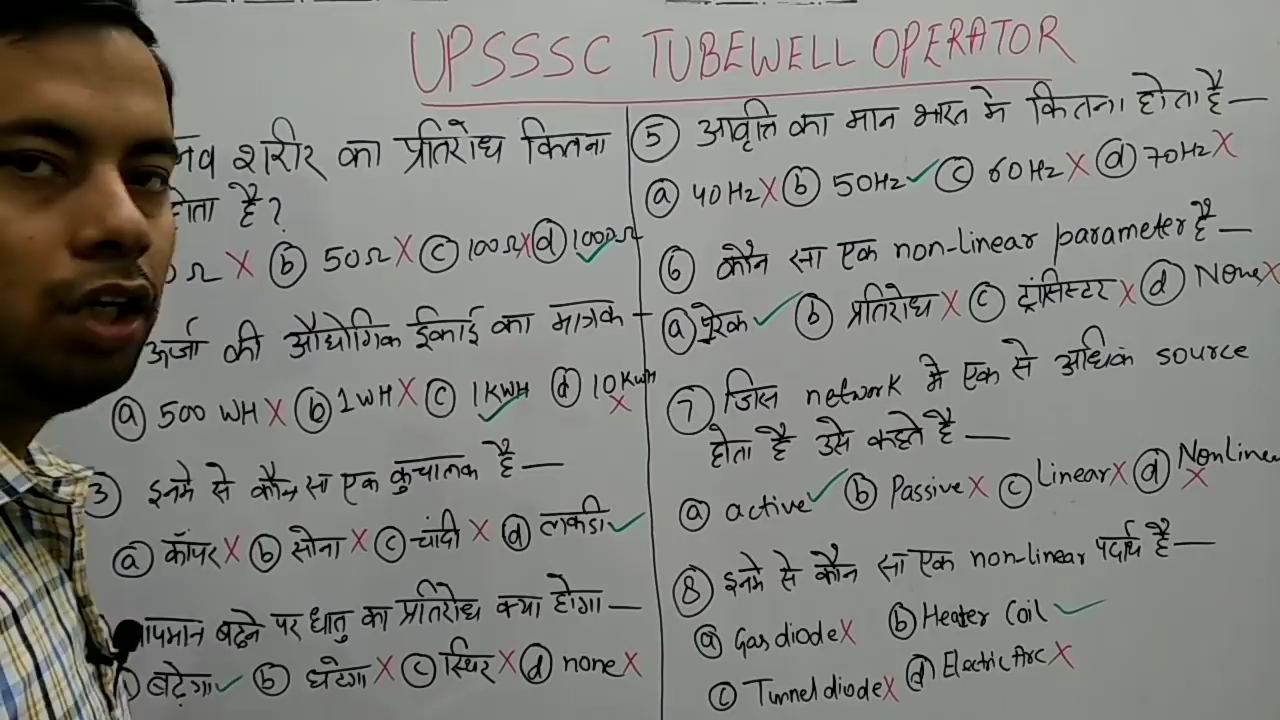 UPSSSC TUBEWELL OPERATOR
शरीर का प्रतिरोध कितना
होता है?
Ω X (b) 50Ω X (c) 100Ω X (d) 1000Ω ✓
ऊर्जा की औद्योगिक ईकाई का मात्रक —
(a) 500 WH X (b) 1WH X (c) 1KWH ✓ (d) 10KWH X
3) इनमे से कौन सा एक कुचालक है —
(a) कॉपर X (b) सोना X (c) चांदी X (d) लकडी ✓
तापमान बढ़ने पर धातु का प्रतिरोध क्या होगा —
बढ़ेगा ✓ (b) घटेगा X (c) स्थिर X (d) none X
(5) आवृत्ति का मान भारत मे कितना होता है —
(a) 40Hz X (b) 50Hz ✓ (c) 60Hz X (d) 70Hz X
(6) कौन सा एक non-linear parameter है —
(a) प्रेरक ✓ (b) प्रतिरोध X (c) ट्रांसिस्टर X (d) None X
(7) जिस network मे एक से अधिक source
होता है उसे कहते है —
(a) active ✓ (b) Passive X (c) Linear X (d) Nonlinea X
(8) इनमे से कौन सा एक non-linear पदार्थ है —
(a) Gas diode X (b) Heater Coil ✓
(c) Tunnel diode X (d) Electric Arc X